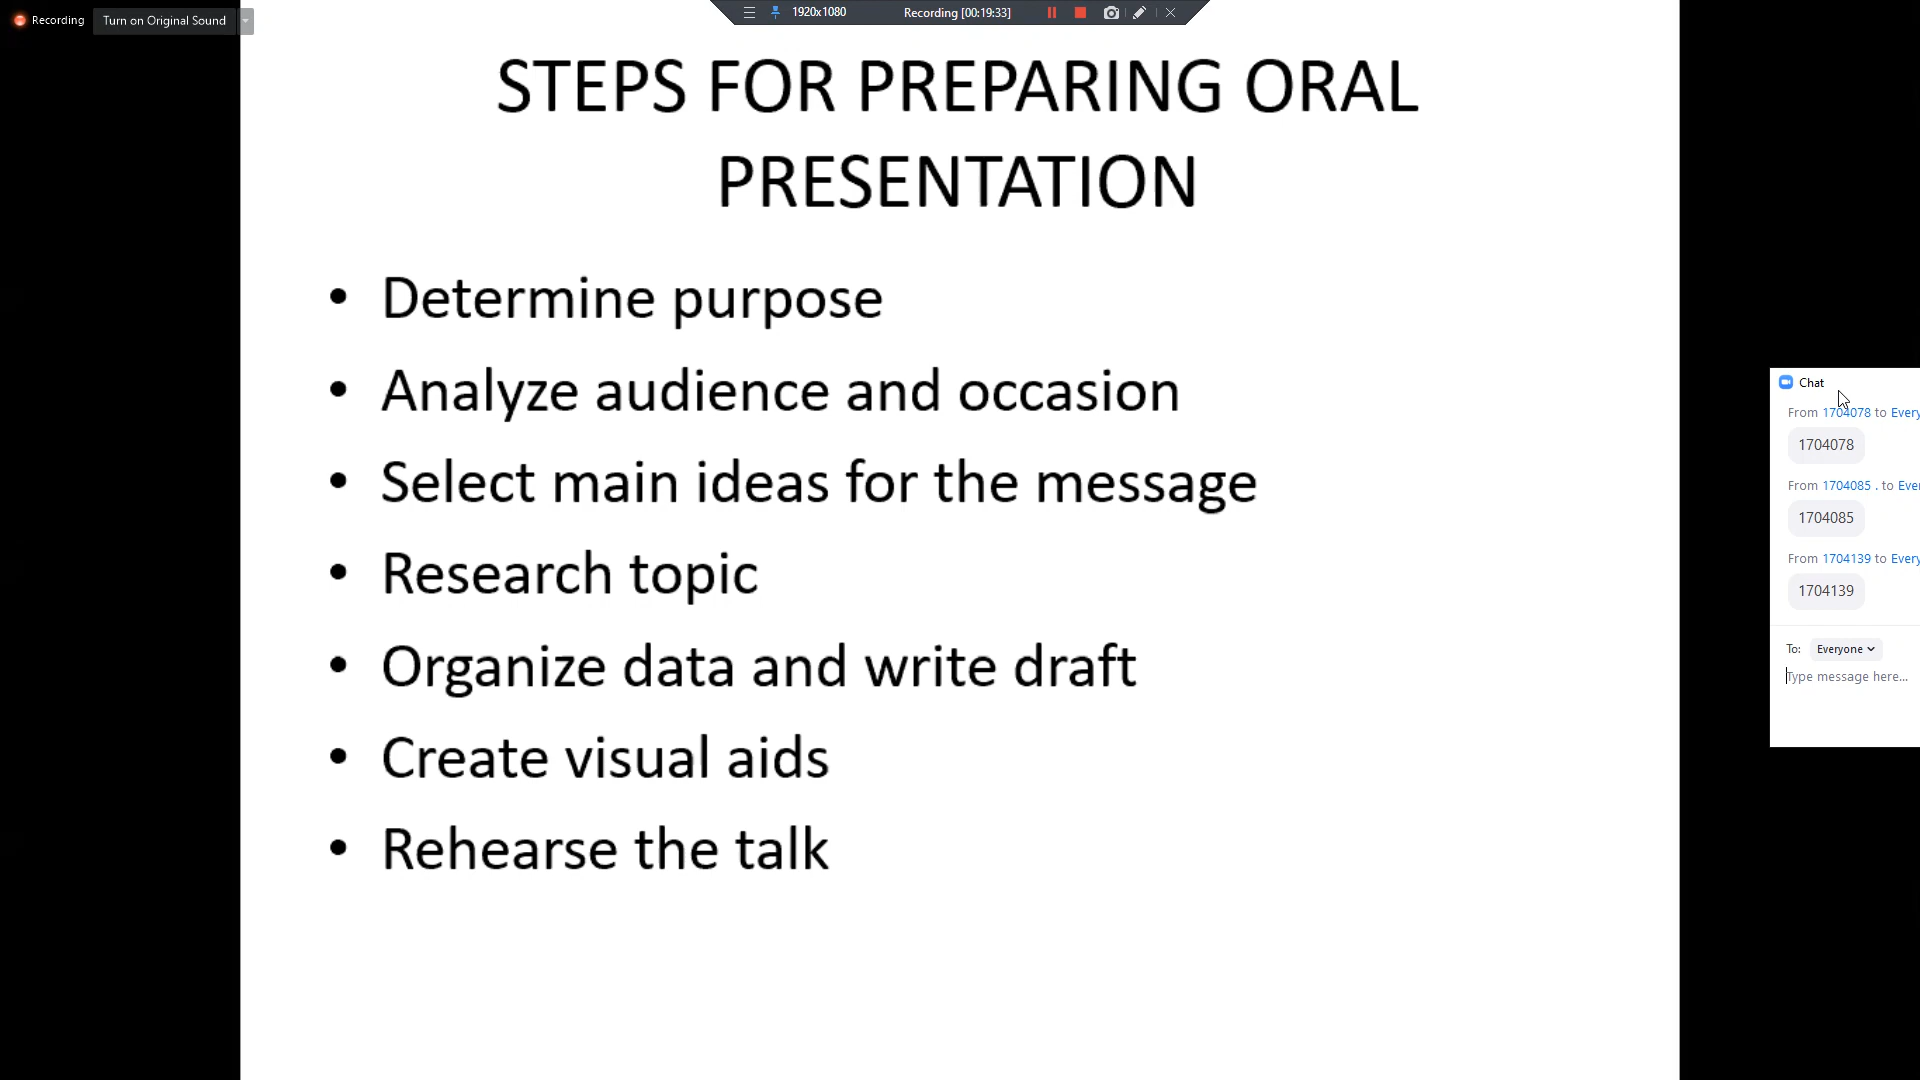 Recording
Turn on Original Sound
1920x1080
Recording [00:19:33]
STEPS FOR PREPARING ORAL
PRESENTATION
• Determine purpose
• Analyze audience and occasion
• Select main ideas for the message
• Research topic
• Organize data and write draft
• Create visual aids
• Rehearse the talk
Chat
From 1704078 to Every
1704078
From 1704085 . to Ever
1704085
From 1704139 to Every
1704139
To: Everyone
Type message here...